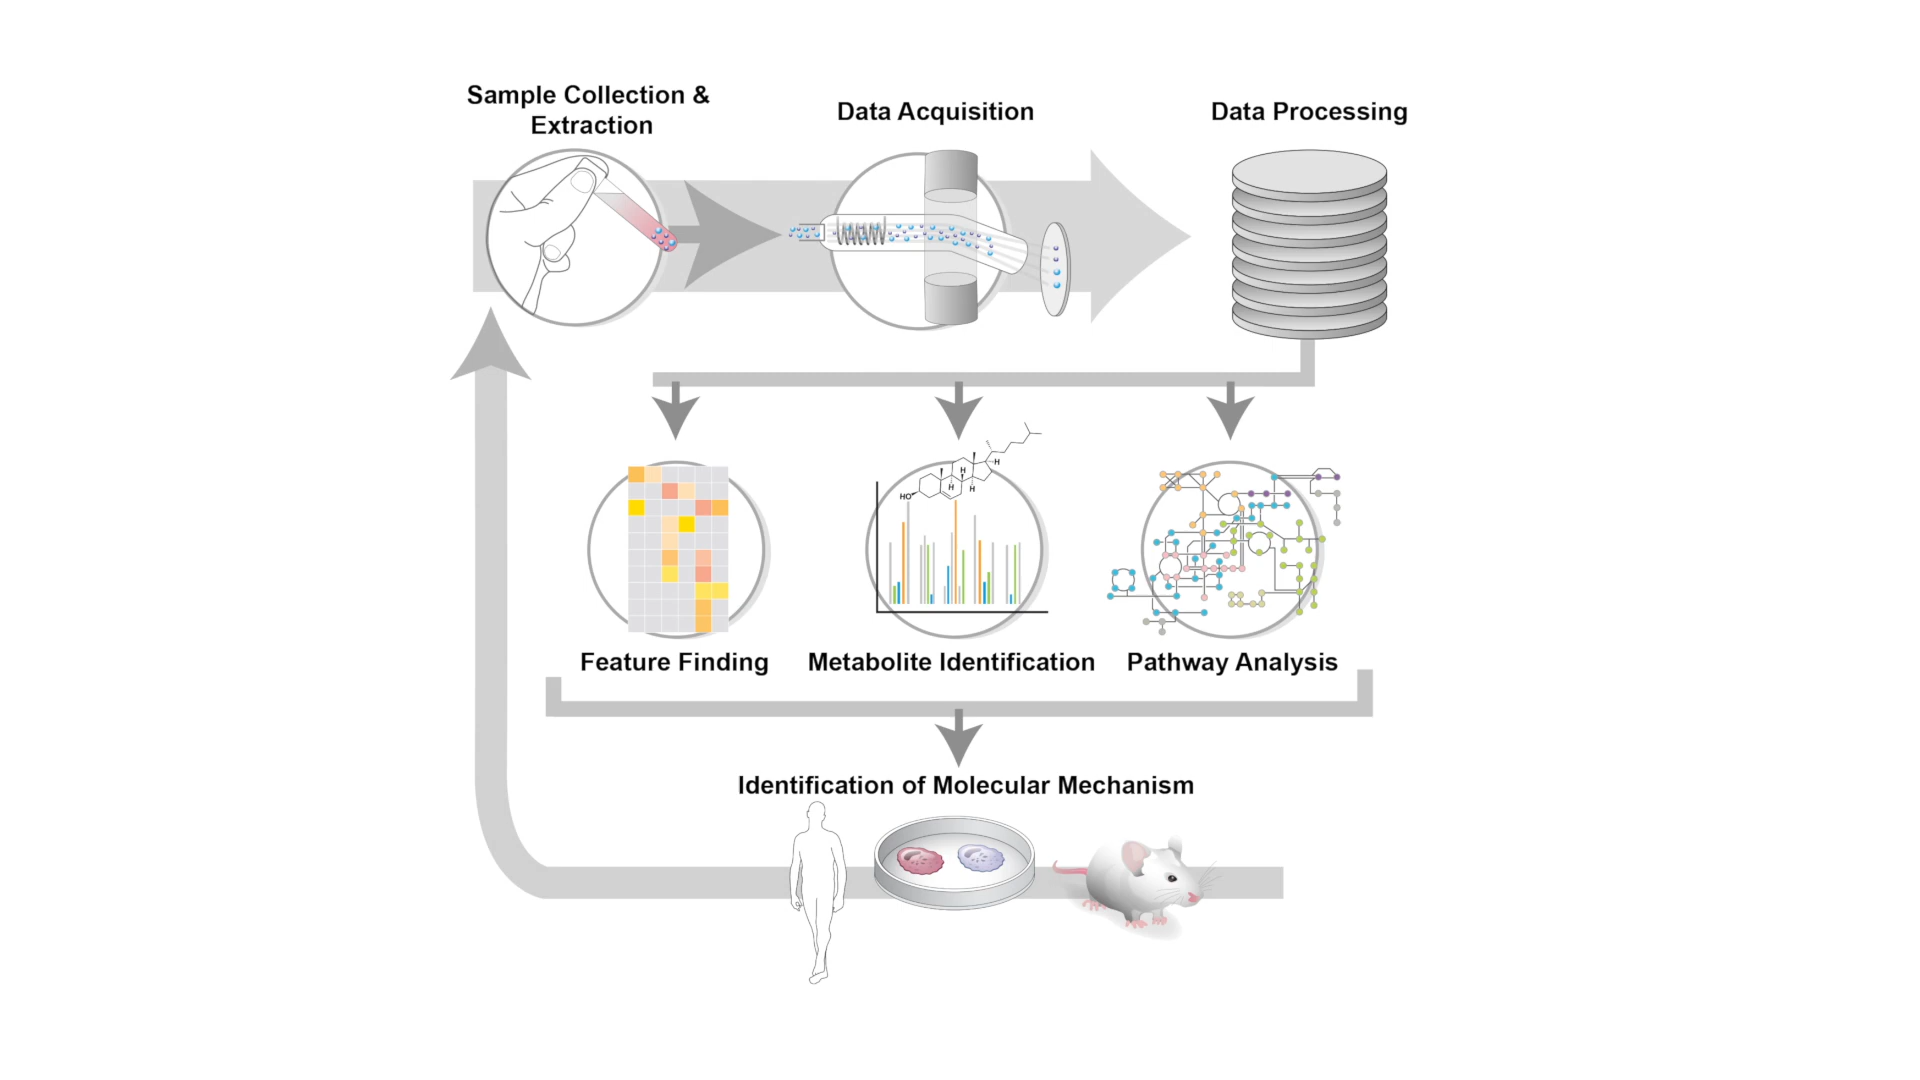 Sample Collection &
Extraction
Data Acquisition
Data Processing
HO
H
H
H
H
Feature Finding
Metabolite Identification
Pathway Analysis
Identification of Molecular Mechanism